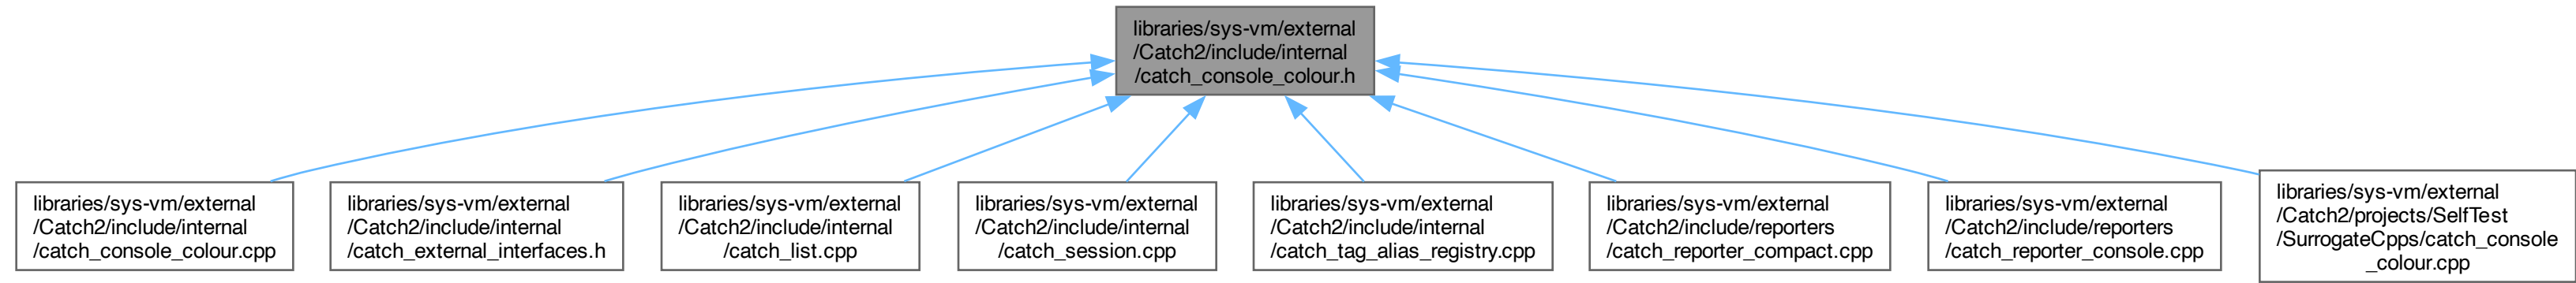 libraries/sys-vm/external
/Catch2/include/internal
/catch_console_colour.h
libraries/sys-vm/external
/Catch2/include/internal
/catch_console_colour.cpp
libraries/sys-vm/external
/Catch2/include/internal
/catch_external_interfaces.h
libraries/sys-vm/external
/Catch2/include/internal
/catch_list.cpp
libraries/sys-vm/external
/Catch2/include/internal
/catch_session.cpp
libraries/sys-vm/external
/Catch2/include/internal
/catch_tag_alias_registry.cpp
libraries/sys-vm/external
/Catch2/include/reporters
/catch_reporter_compact.cpp
libraries/sys-vm/external
/Catch2/include/reporters
/catch_reporter_console.cpp
libraries/sys-vm/external
/Catch2/projects/SelfTest
/SurrogateCpps/catch_console
_colour.cpp